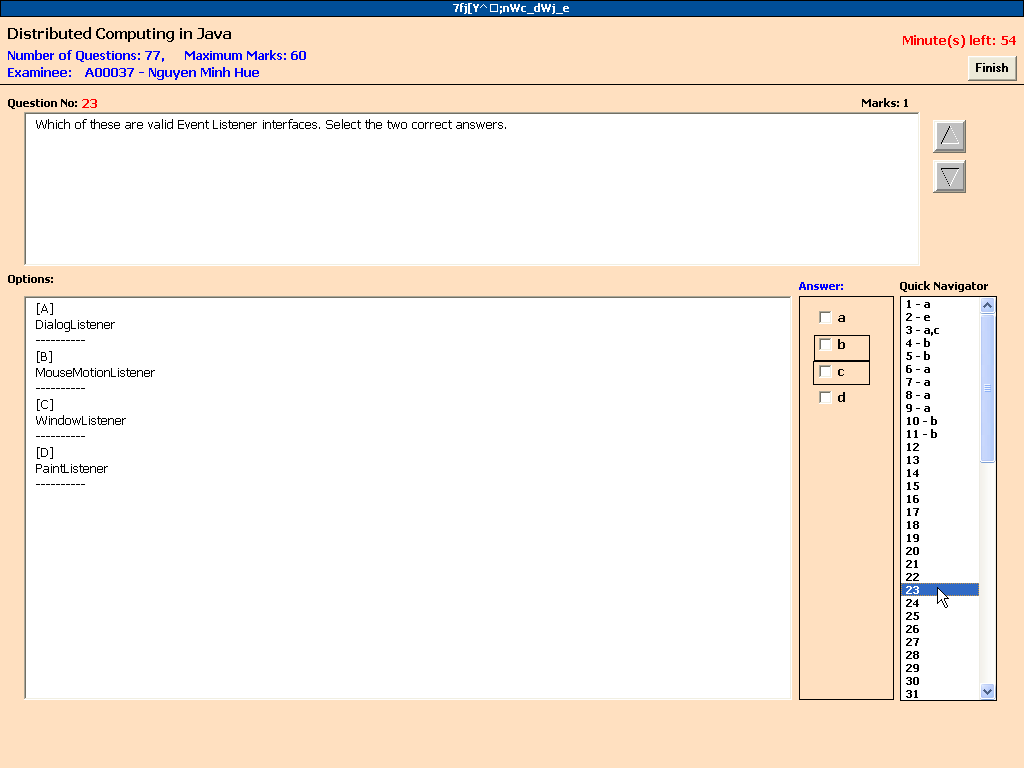 7fj[Y^□;nWc_dWj_e
Distributed Computing in Java
Number of Questions: 77, Maximum Marks: 60
Minute(s) left: 54
Examinee: A00037 - Nguyen Minh Hue
Finish
Question No: 23
Marks: 1
Which of these are valid Event Listener interfaces. Select the two correct answers.
Options:
[A]
DialogListener
----------
[B]
MouseMotionListener
----------
[C]
WindowListener
----------
[D]
PaintListener
----------
Answer:
a
b
c
d
Quick Navigator
1 - a
2 - e
3 - a,c
4 - b
5 - b
6 - a
7 - a
8 - a
9 - a
10 - b
11 - b
12
13
14
15
16
17
18
19
20
21
22
23
24
25
26
27
28
29
30
31